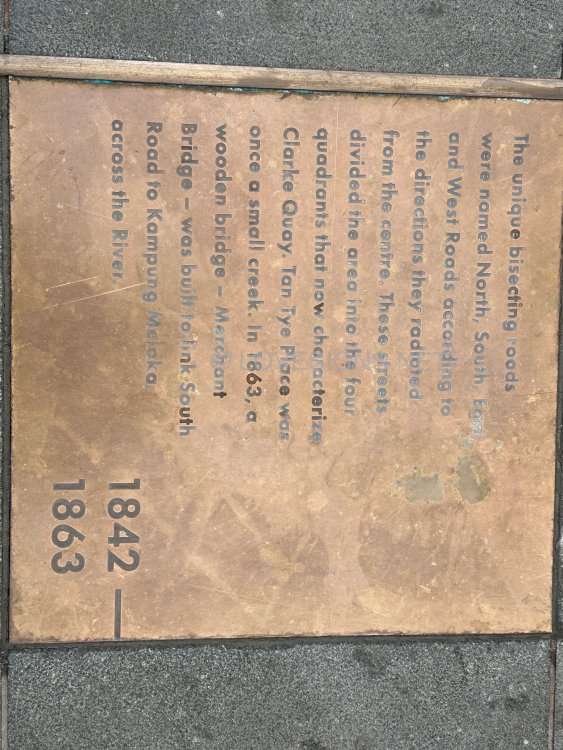 The unique bisecting roads
were named North, South, East
and West Roads according to
the directions they radiated
from the centre. These streets
divided the area into the four
quadrants that now characterize
Clarke Quay. Tan Tye Place was
once a small creek. In 1863, a
wooden bridge – Merchant
Bridge – was built to link South
Road to Kampung Melaka,
across the River.
1842 —
1863